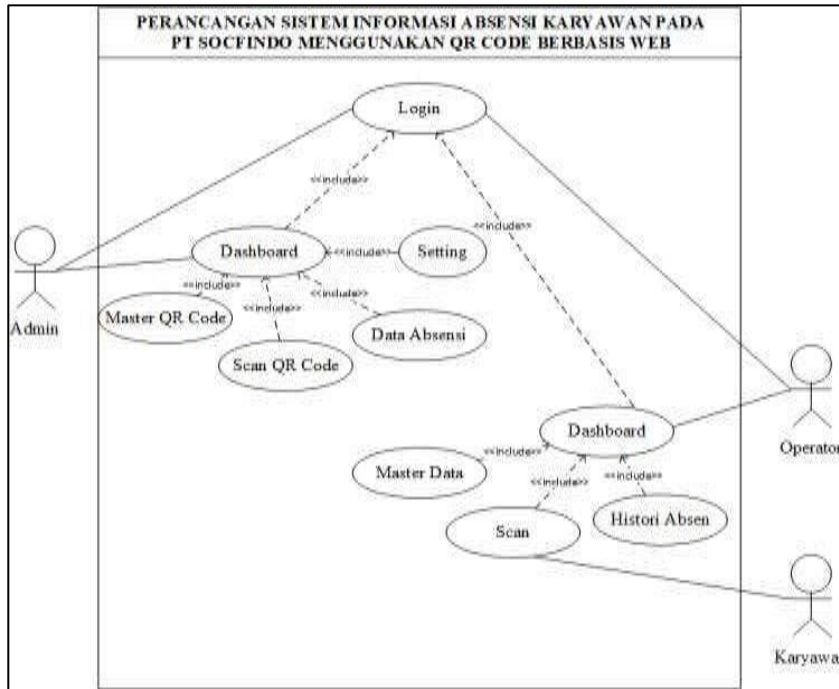 PERANCANGAN SISTEM INFORMASI ABSENSI KARYAWAN PADA
PT SOCFINDO MENGGUNAKAN QR CODE BERBASIS WEB
Login
<<include>>
<<include>>
Dashboard
<<include>>
Setting
Admin
<<include>>
<<include>>
<<include>>
Master QR Code
Data Absensi
Scan QR Code
Dashboard
Operator
<<include>>
Master Data
<<include>>
<<include>>
Scan
Histori Absen
Karyawa